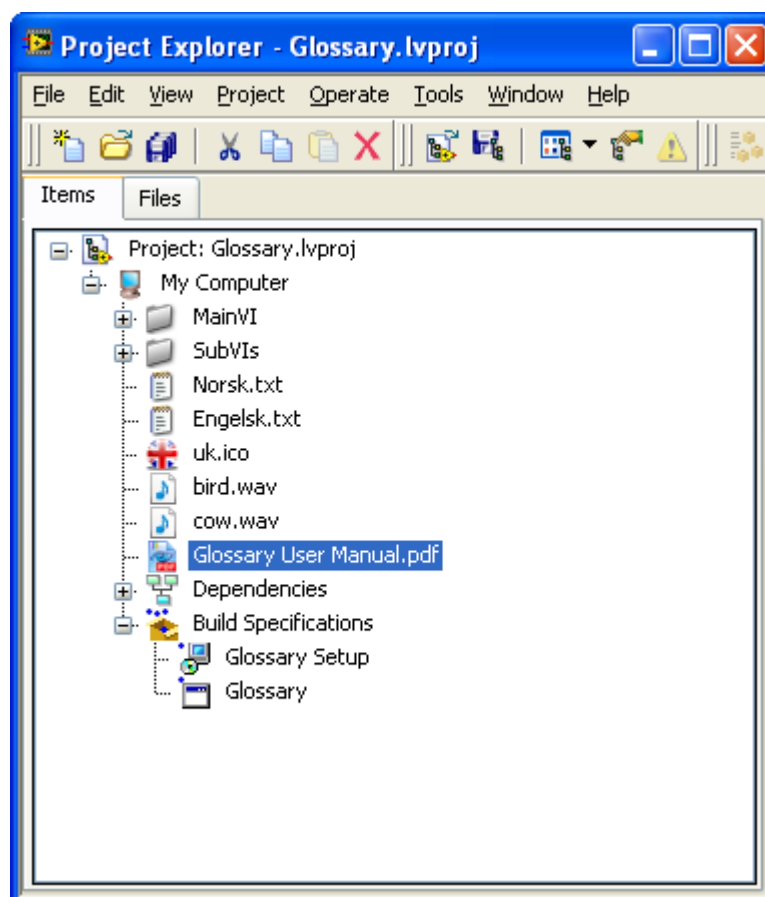 Project Explorer - Glossary.lvproj
File Edit View Project Operate Tools Window Help
Items Files
Project: Glossary.lvproj
My Computer
MainVI
SubVIs
Norsk.txt
Engelsk.txt
uk.ico
bird.wav
cow.wav
Glossary User Manual.pdf
Dependencies
Build Specifications
Glossary Setup
Glossary